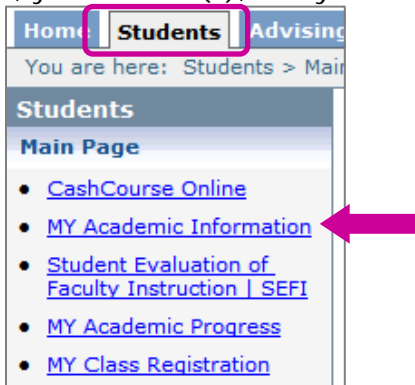 Home Students Advising
You are here: Students > Mai
Students
Main Page
CashCourse Online
MY Academic Information
Student Evaluation of
Faculty Instruction | SEFI
MY Academic Progress
MY Class Registration